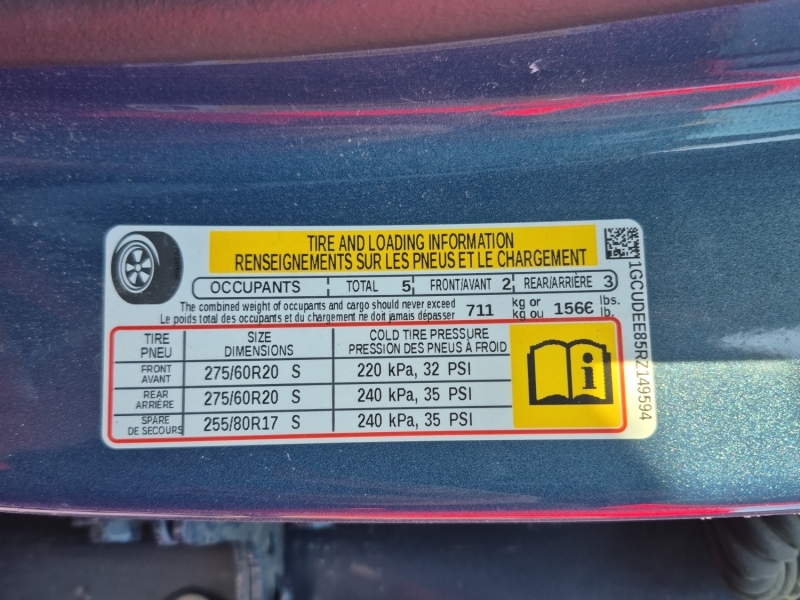 TIRE AND LOADING INFORMATION
RENSEIGNEMENTS SUR LES PNEUS ET LE CHARGEMENT
OCCUPANTS TOTAL 5 FRONT/AVANT 2 REAR/ARRIÈRE 3
The combined weight of occupants and cargo should never exceed 711 kg or 1566 lbs.
Le poids total des occupants et du chargement ne doit jamais dépasser kg ou lb.
TIRE SIZE COLD TIRE PRESSURE
PNEU DIMENSIONS PRESSION DES PNEUS À FROID
FRONT
AVANT 275/60R20 S 220 kPa, 32 PSI
REAR
ARRIÈRE 275/60R20 S 240 kPa, 35 PSI
SPARE
DE SECOURS 255/80R17 S 240 kPa, 35 PSI
1GCUDEE85RZ149594